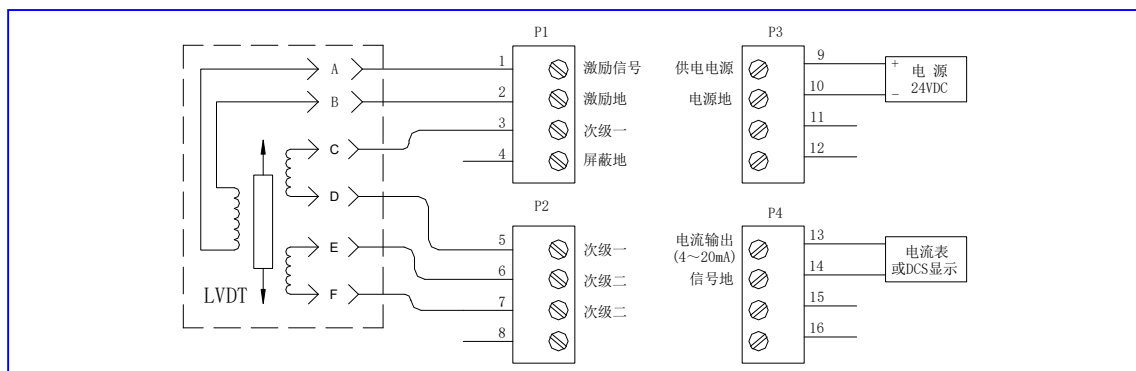 P1
1
激励信号
2
激励地
3
次级一
4
屏蔽地
P2
5
次级一
6
次级二
7
次级二
8
A
B
C
D
E
F
LVDT
P3
9
供电电源
10
电源地
11
12
+
电 源
24VDC
−
P4
13
电流输出
(4～20mA)
14
信号地
15
16
电流表
或DCS显示